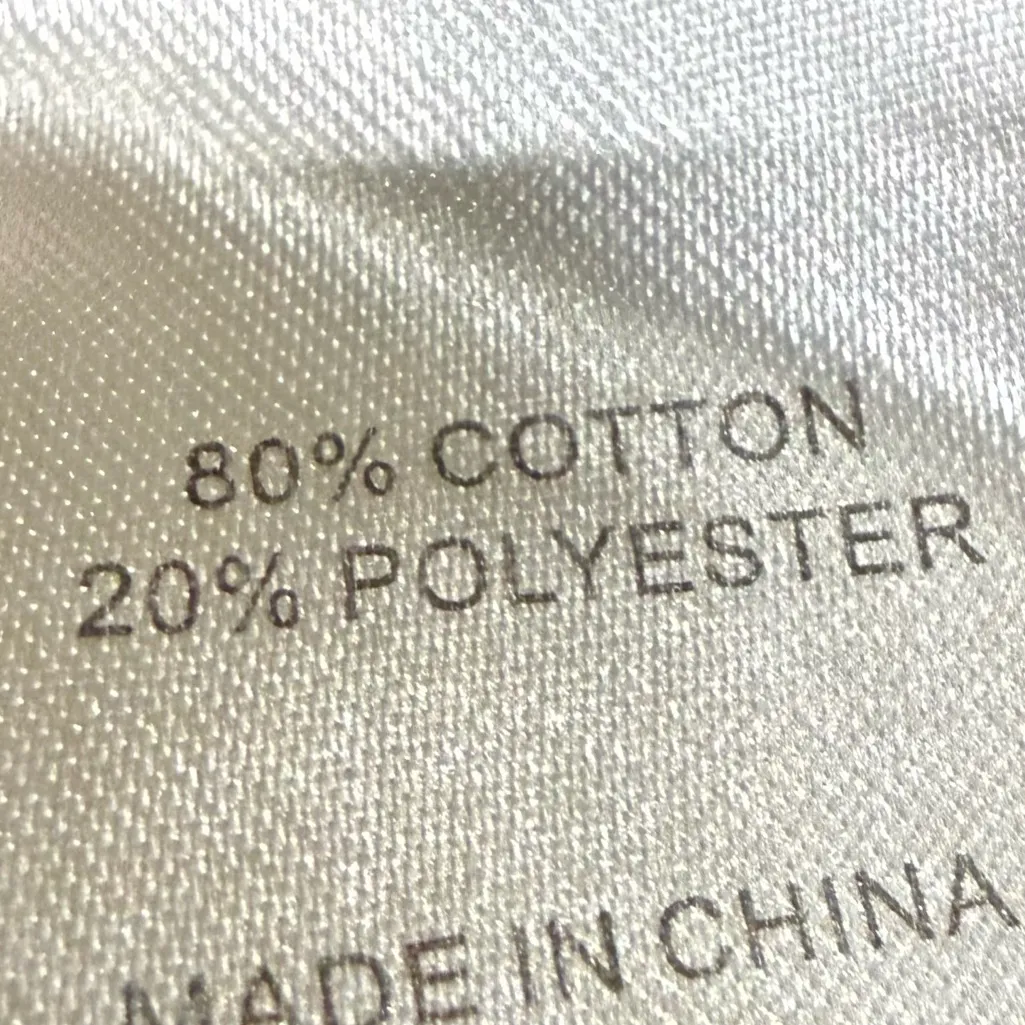 80% COTTON
20% POLYESTER
MADE IN CHINA